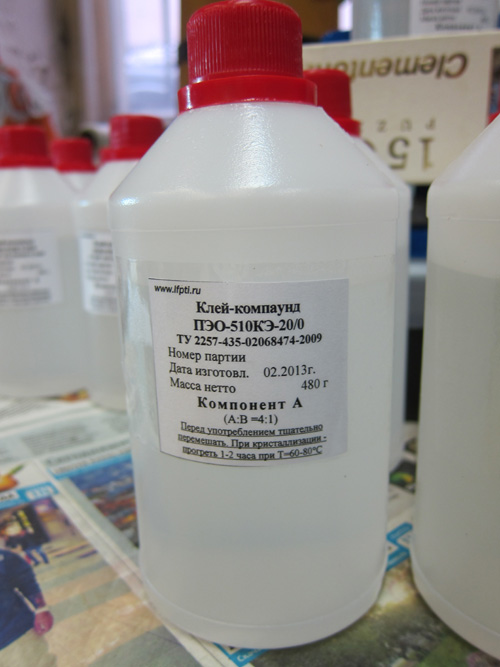 www.lfpti.ru
Клей-компаунд
ПЭО-510КЭ-20/0
ТУ 2257-435-02068474-2009
Номер партии
Дата изготовл. 02.2013г.
Масса нетто 480 г
Компонент А
(А:В =4:1)
Перед употреблением тщательно
перемешать. При кристаллизации -
прогреть 1-2 часа при Т=60-80°С
Clementoni